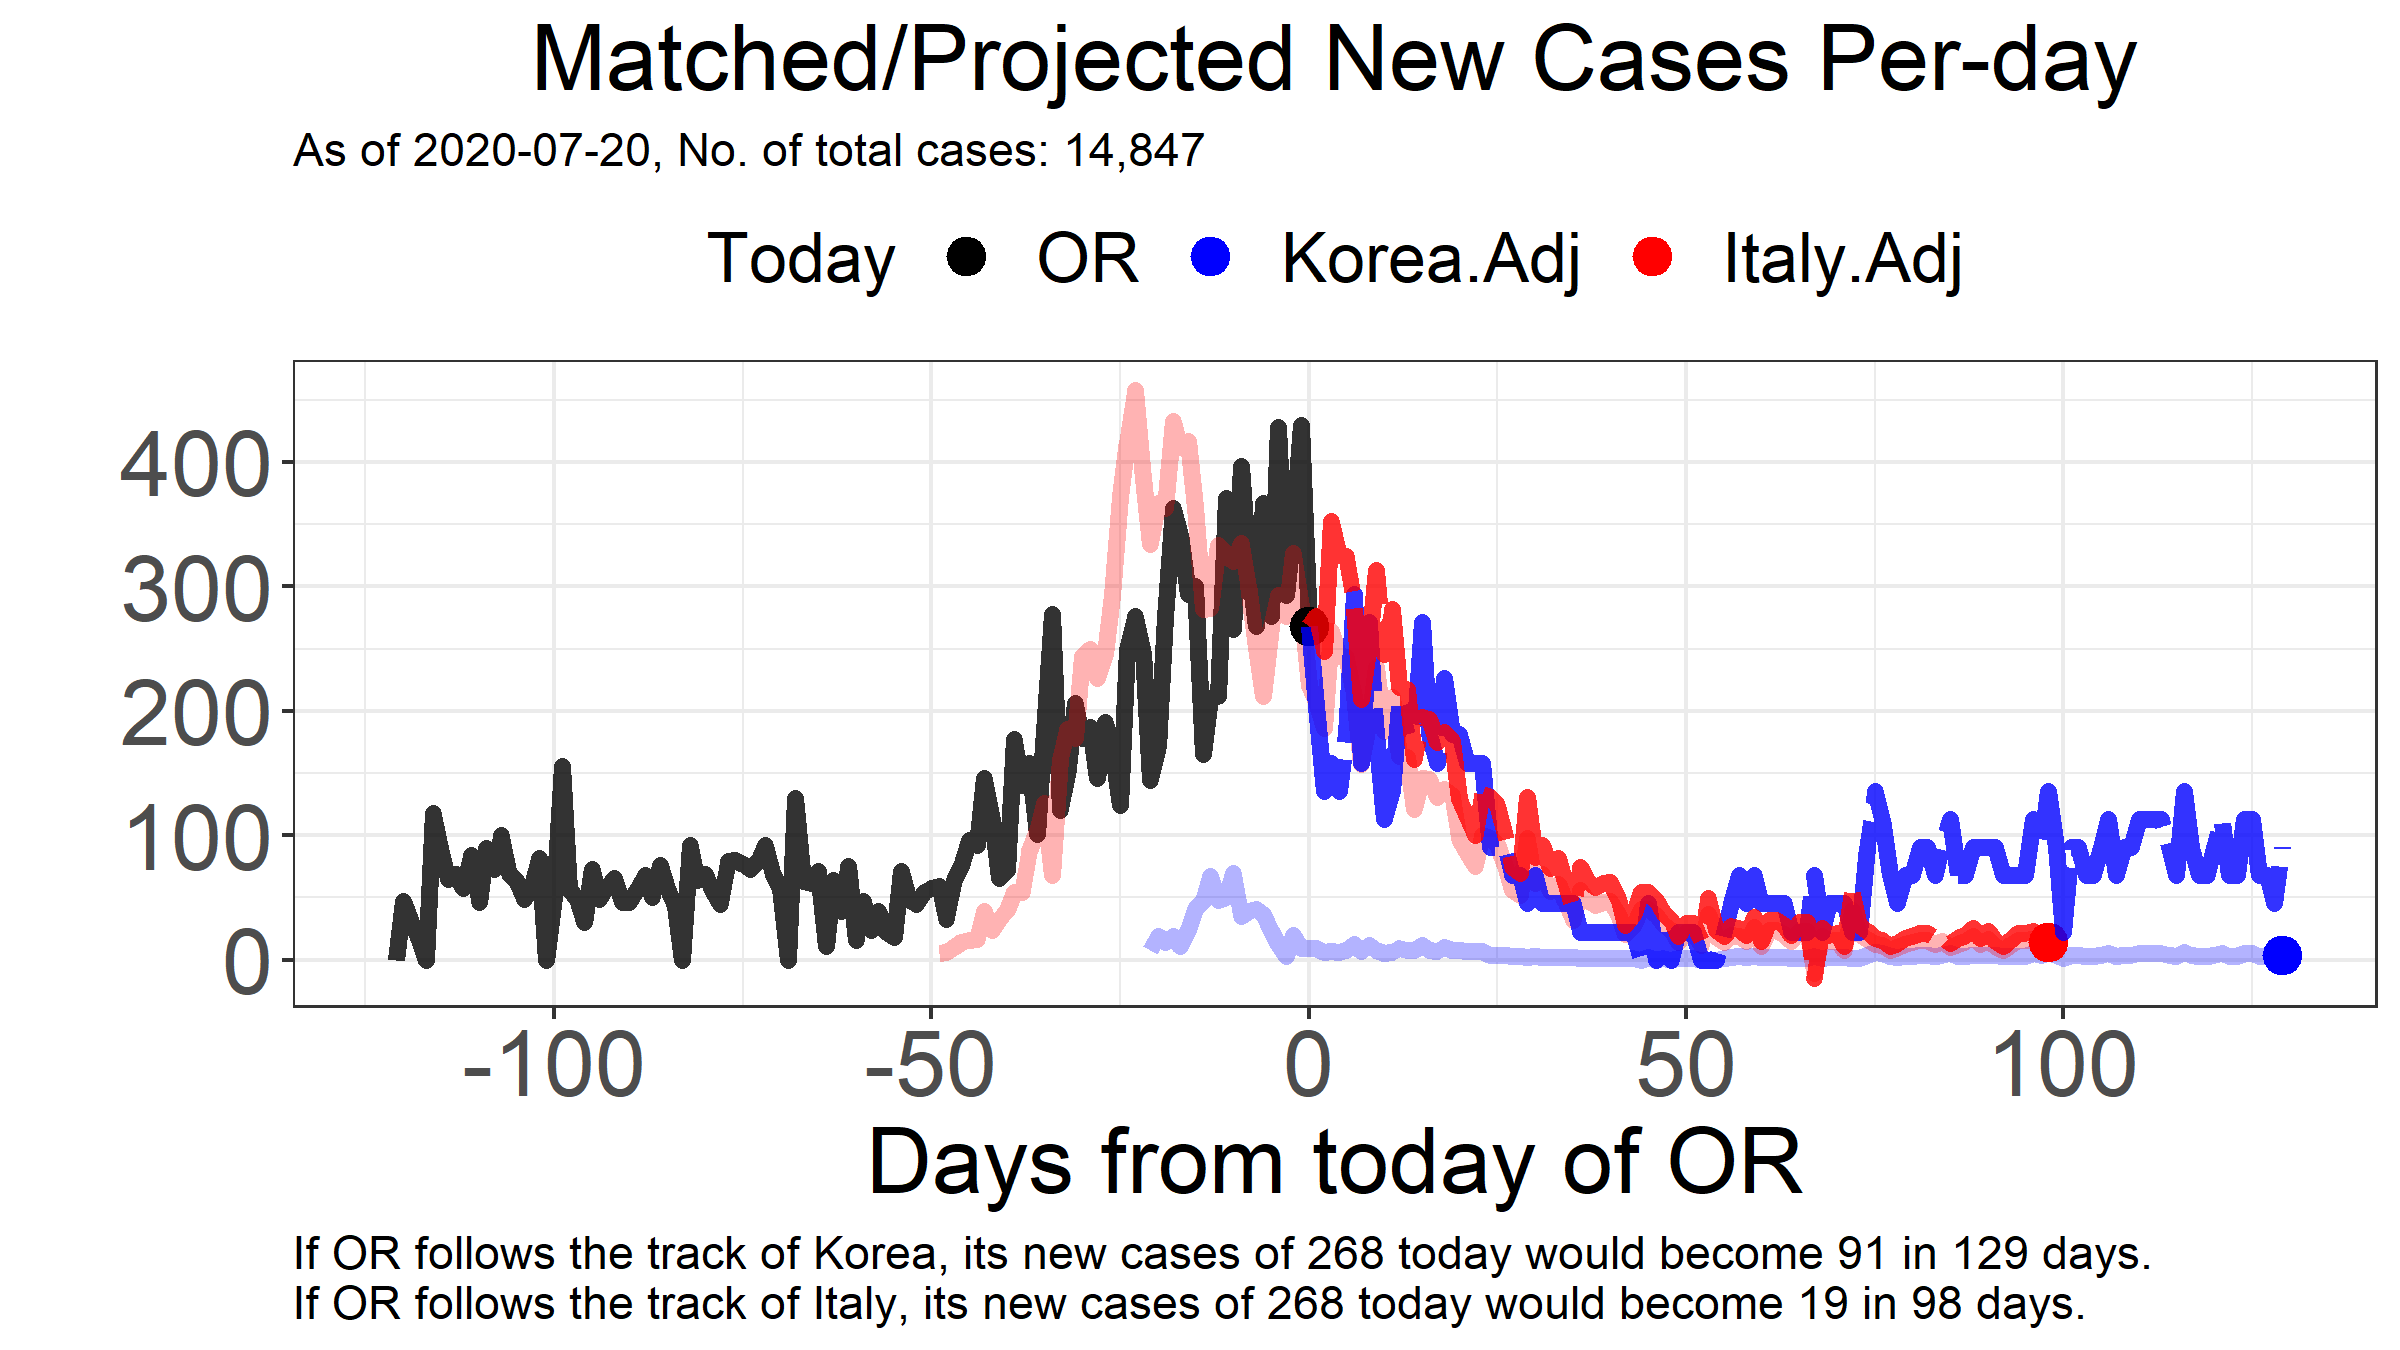 Matched/Projected New Cases Per-day
As of 2020-07-20, No. of total cases: 14,847
Today OR Korea.Adj Italy.Adj
400
300
200
100
0
-100 -50 0 50 100
Days from today of OR
If OR follows the track of Korea, its new cases of 268 today would become 91 in 129 days.
If OR follows the track of Italy, its new cases of 268 today would become 19 in 98 days.